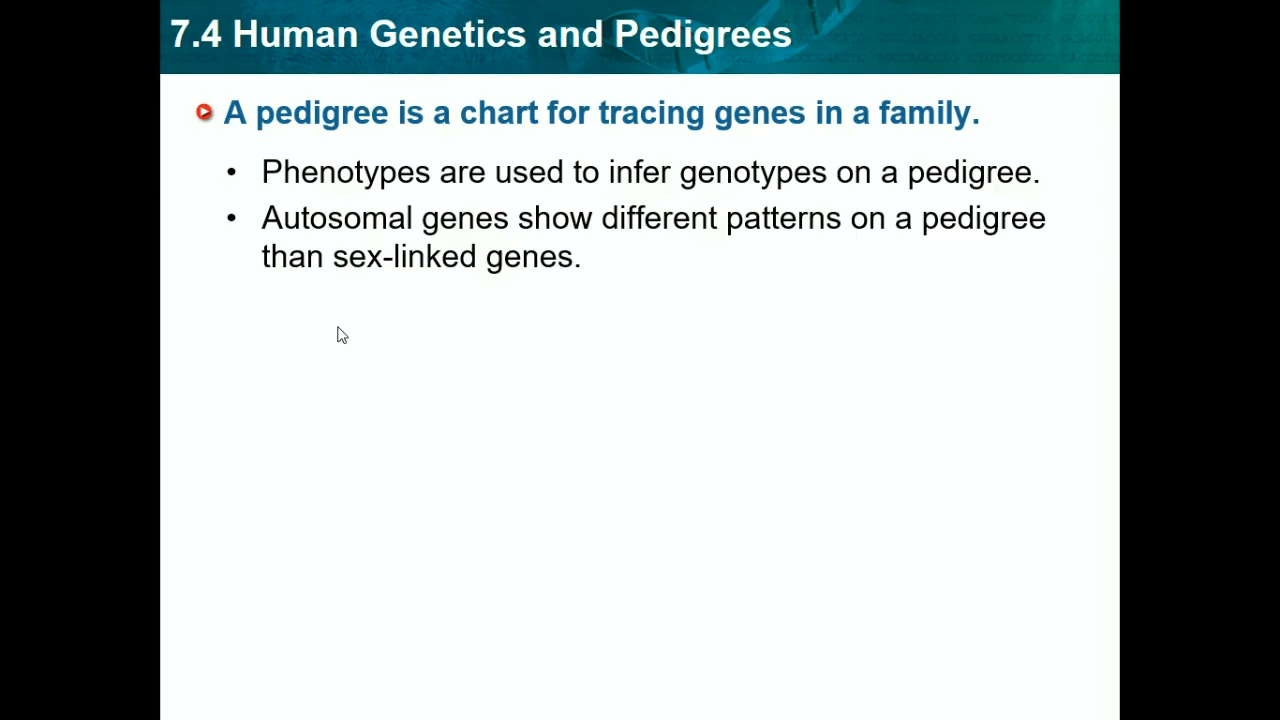 7.4 Human Genetics and Pedigrees
A pedigree is a chart for tracing genes in a family.
• Phenotypes are used to infer genotypes on a pedigree.
• Autosomal genes show different patterns on a pedigree
than sex-linked genes.